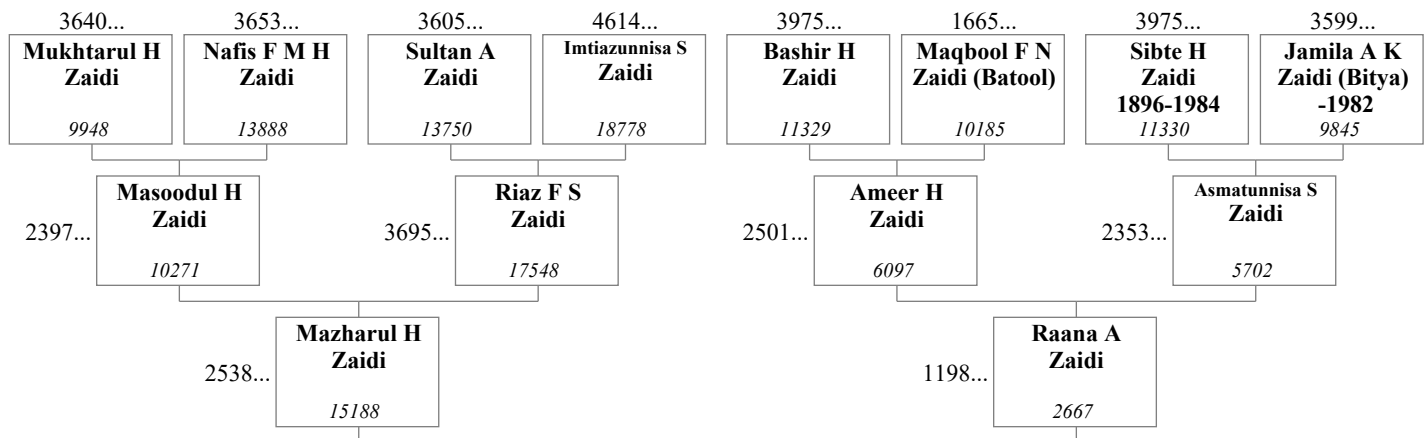 3640... 3653... 3605... 4614... 3975... 1665... 3975... 3599...
Mukhtarul H
Zaidi
9948
Nafis F M H
Zaidi
13888
Sultan A
Zaidi
13750
Imtiazunnisa S
Zaidi
18778
Bashir H
Zaidi
11329
Maqbool F N
Zaidi (Batool)
10185
Sibte H
Zaidi
1896-1984
11330
Jamila A K
Zaidi (Bitya)
-1982
9845
2397...
Masoodul H
Zaidi
10271
3695...
Riaz F S
Zaidi
17548
2501...
Ameer H
Zaidi
6097
2353...
Asmatunnisa S
Zaidi
5702
2538...
Mazharul H
Zaidi
15188
1198...
Raana A
Zaidi
2667